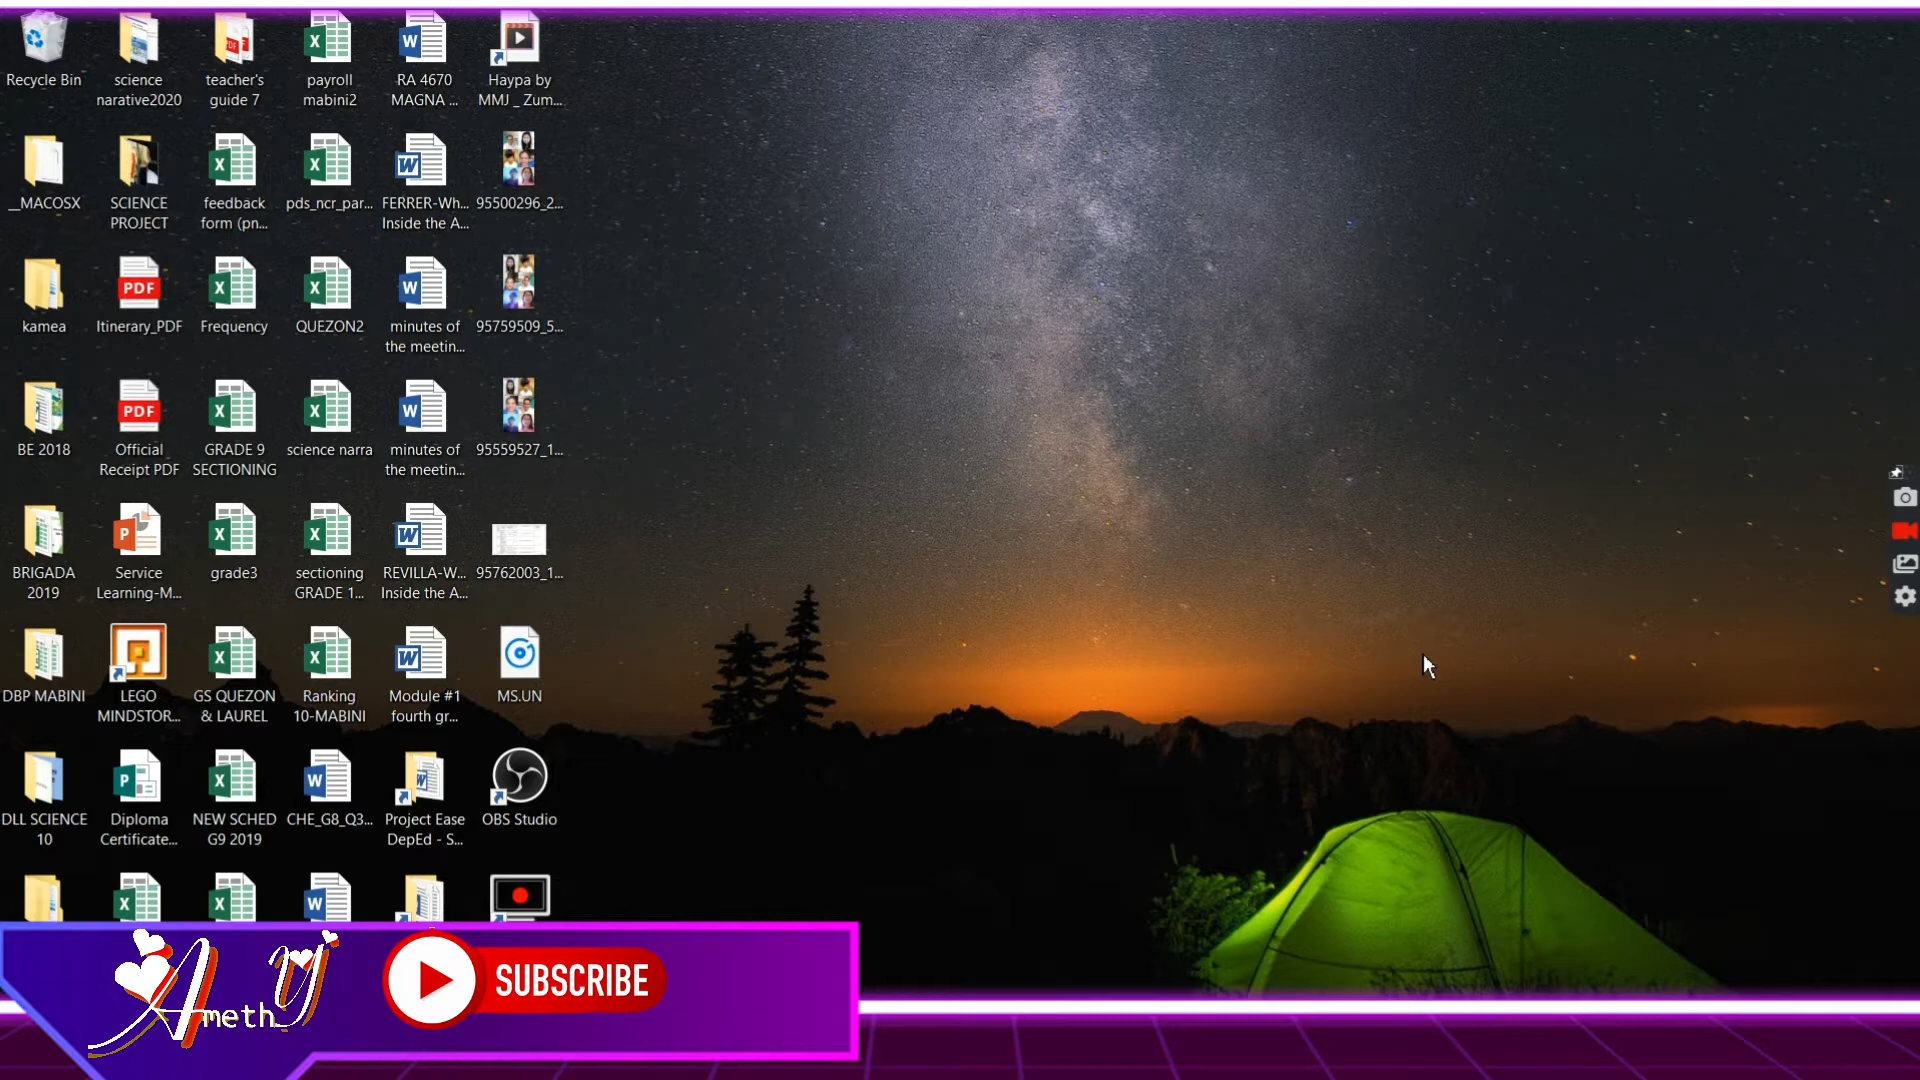 Recycle Bin
science
narative2020
teacher's
guide 7
payroll
mabini2
RA 4670
MAGNA ...
Haypa by
MMJ _ Zum...
__MACOSX
SCIENCE
PROJECT
feedback
form (pn...
pds_ncr_par...
FERRER-Wh...
Inside the A...
95500296_2...
kamea
PDF
Itinerary_PDF
Frequency
QUEZON2
minutes of
the meetin...
95759509_5...
BE 2018
PDF
Official
Receipt PDF
GRADE 9
SECTIONING
science narra
minutes of
the meetin...
95559527_1...
BRIGADA
2019
Service
Learning-M...
grade3
sectioning
GRADE 1...
REVILLA-W...
Inside the A...
95762003_1...
DBP MABINI
LEGO
MINDSTOR...
GS QUEZON
& LAUREL
Ranking
10-MABINI
Module #1
fourth gr...
MS.UN
DLL SCIENCE
10
Diploma
Certificate...
NEW SCHED
G9 2019
CHE_G8_Q3...
Project Ease
DepEd - S...
OBS Studio
Ameth
SUBSCRIBE